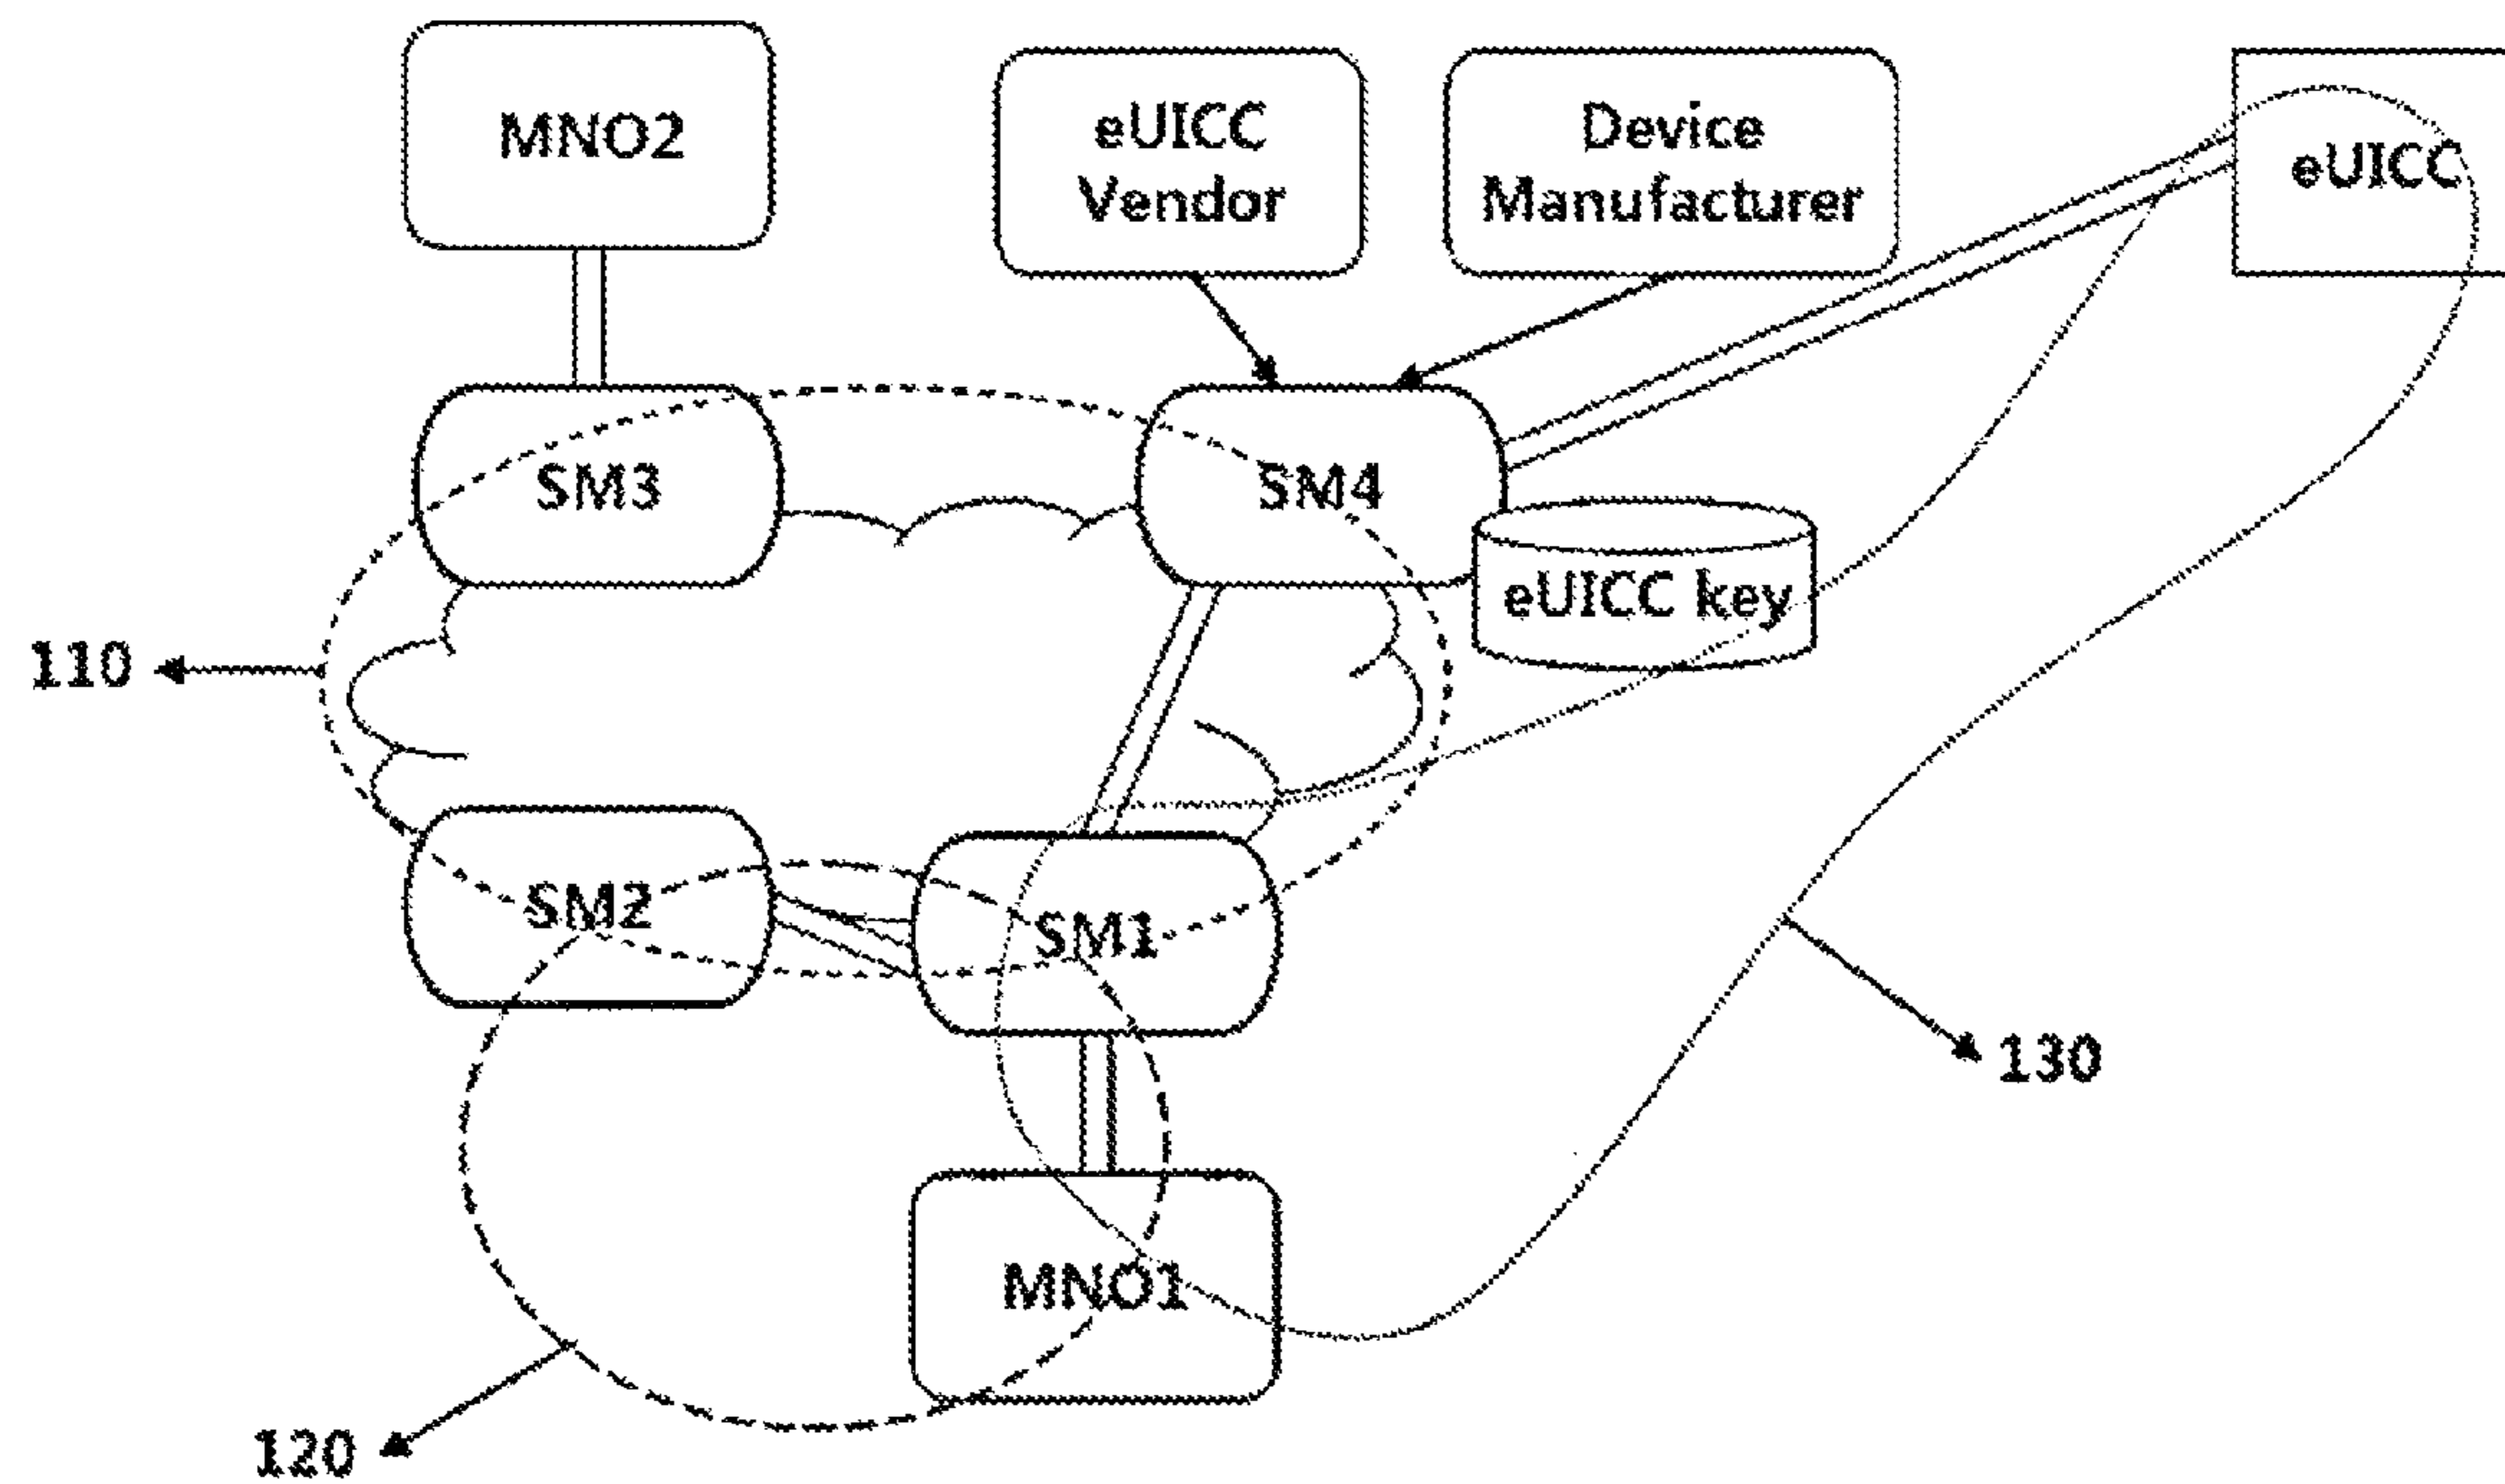 MNO2
eUICC
Vendor
Device
Manufacturer
eUICC
SM3
SM4
eUICC key
110
SM2
SM1
130
MNO1
120